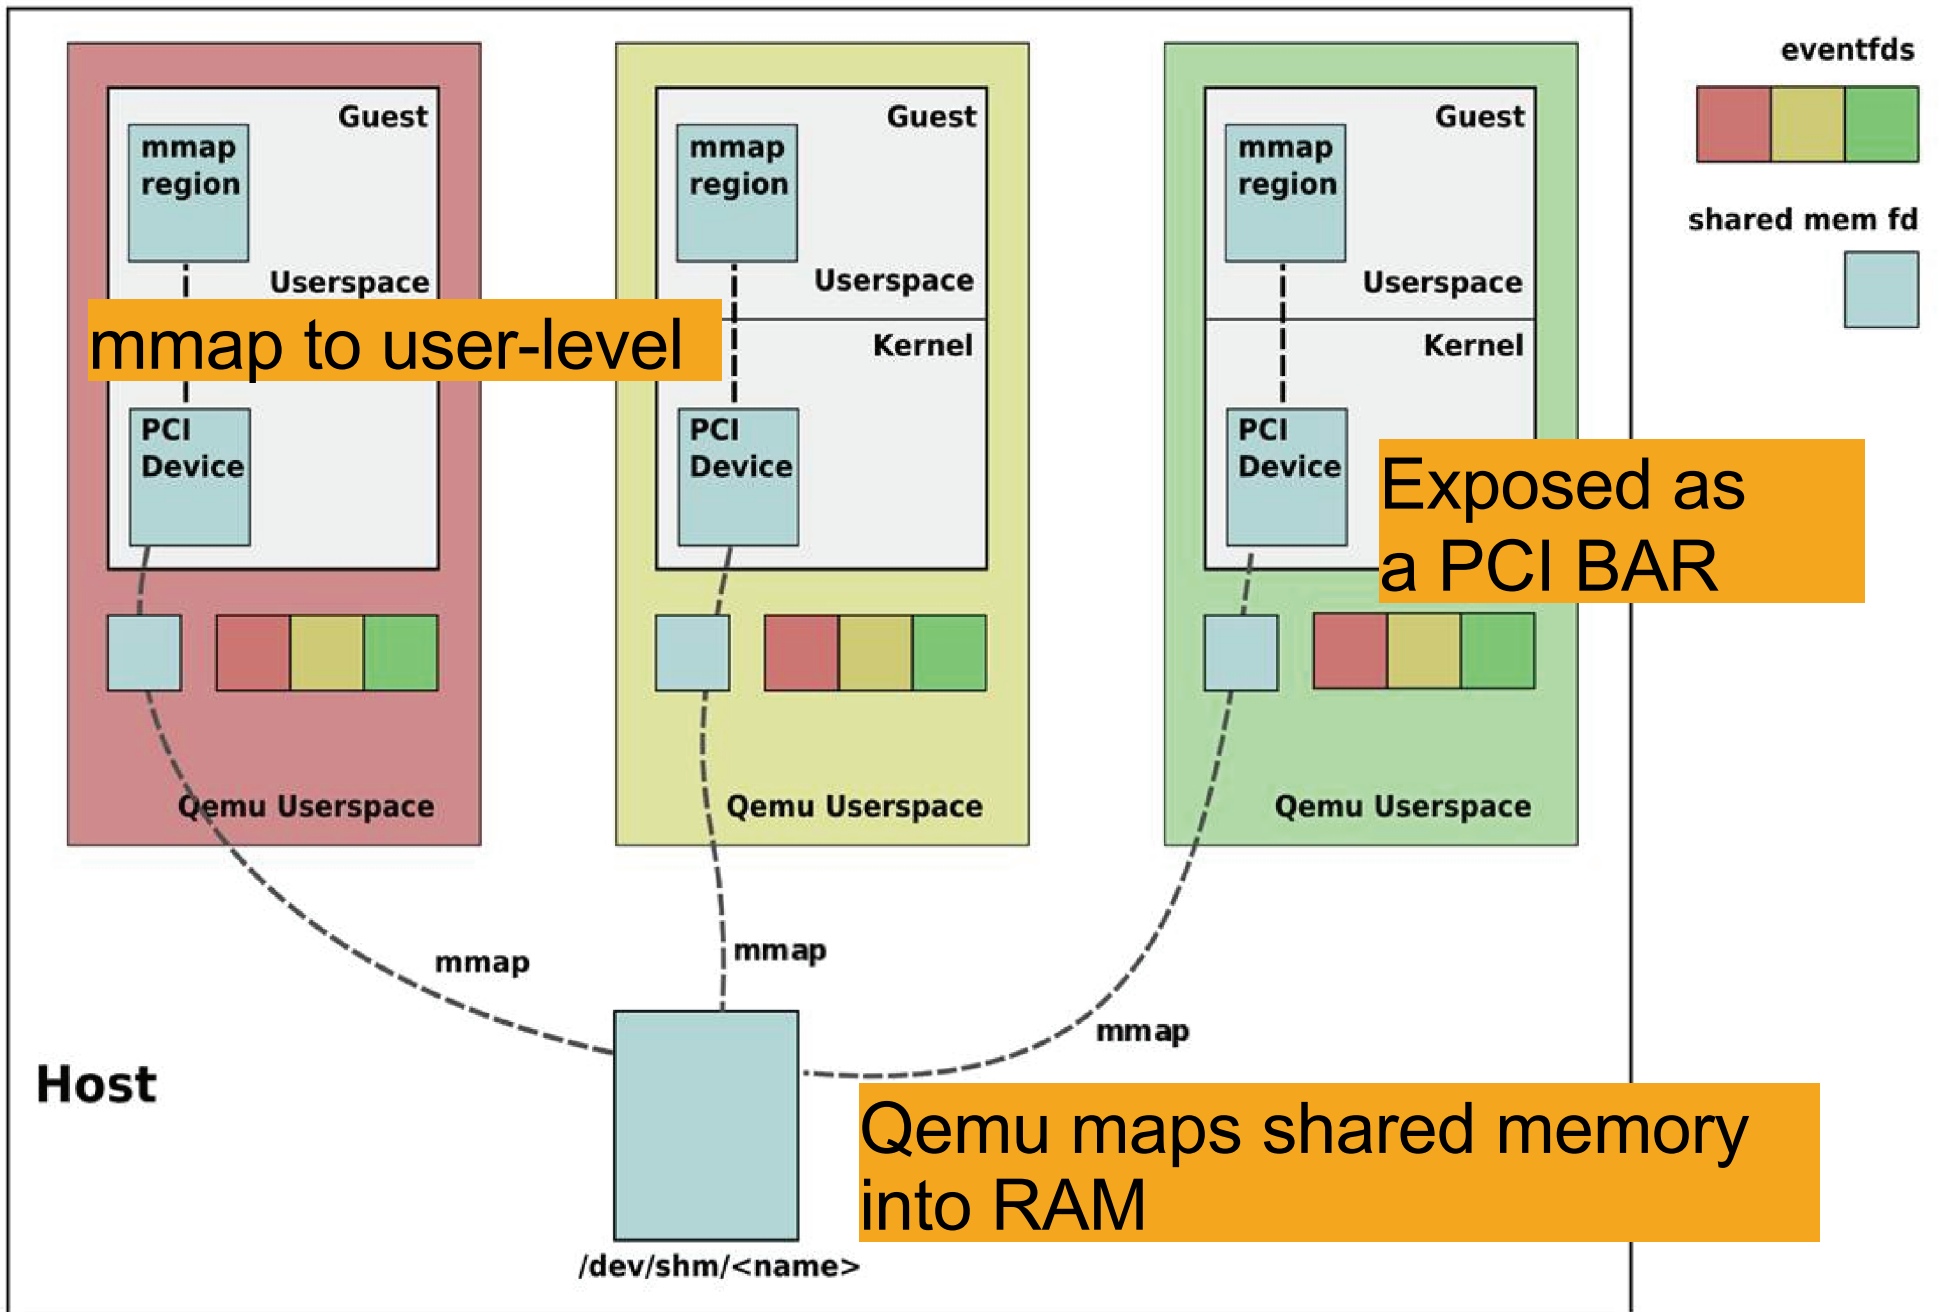 eventfds
shared mem fd
Guest
mmap
region
Userspace
mmap to user-level
PCI
Device
Qemu Userspace
Guest
mmap
region
Userspace
Kernel
PCI
Device
Qemu Userspace
Guest
mmap
region
Userspace
Kernel
PCI
Device
Exposed as
a PCI BAR
Qemu Userspace
mmap
mmap
mmap
Host
Qemu maps shared memory
into RAM
/dev/shm/<name>